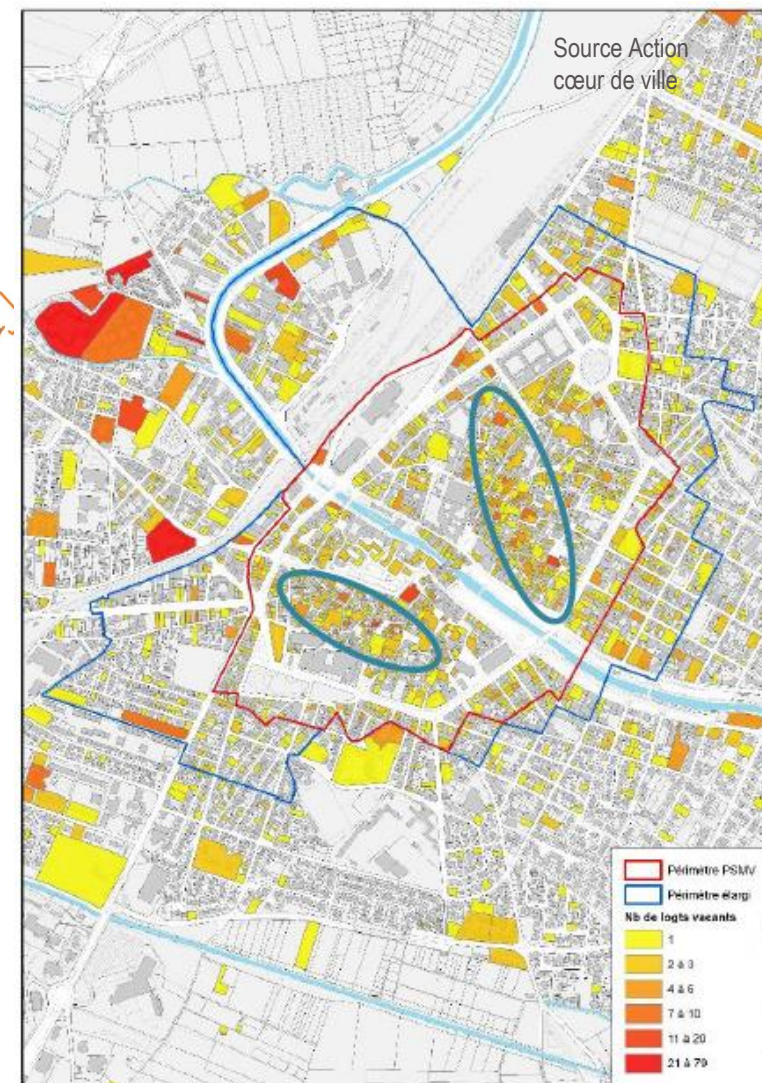 Source Action
cœur de ville
Périmètre PSMV
Périmètre élargi
Nb de logts vacants
1
2 à 3
4 à 6
7 à 10
11 à 20
21 à 79